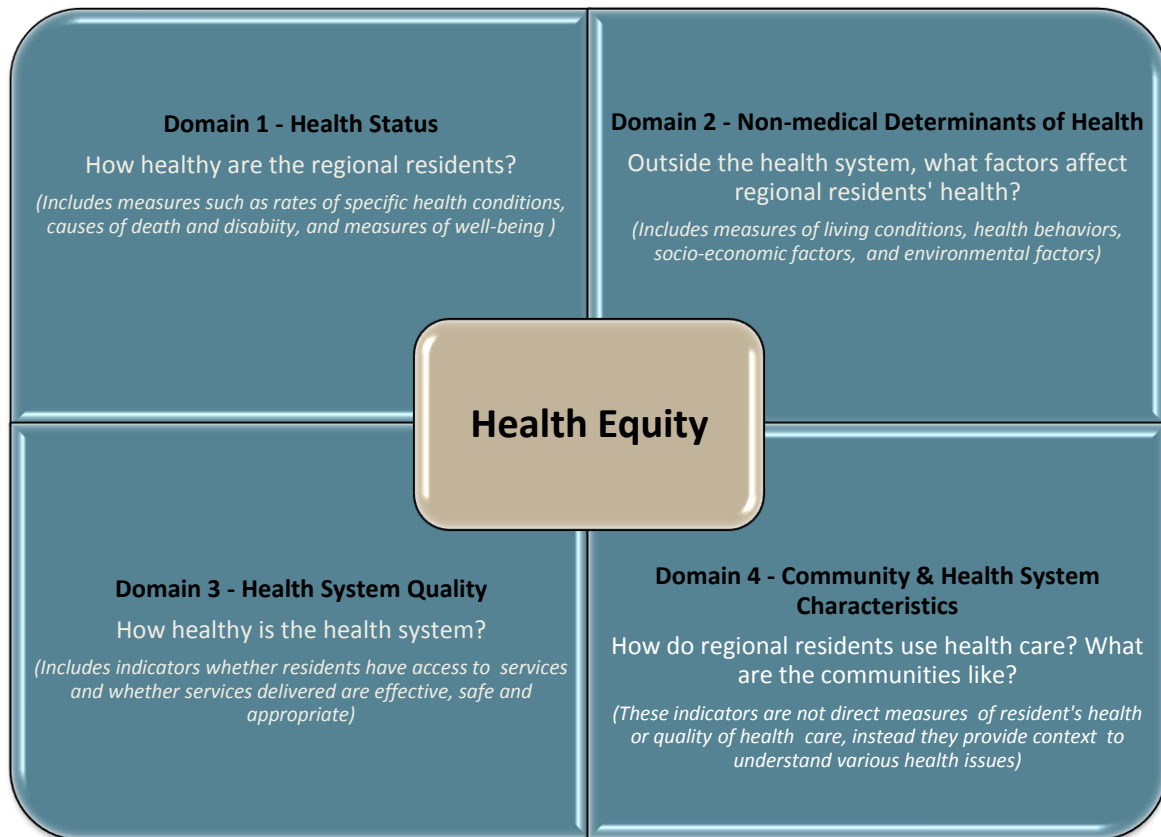 Domain 1 - Health Status
How healthy are the regional residents?
(Includes measures such as rates of specific health conditions,
causes of death and disabiity, and measures of well-being )
Domain 2 - Non-medical Determinants of Health
Outside the health system, what factors affect
regional residents' health?
(Includes measures of living conditions, health behaviors,
socio-economic factors, and environmental factors)
Health Equity
Domain 3 - Health System Quality
How healthy is the health system?
(Includes indicators whether residents have access to services
and whether services delivered are effective, safe and
appropriate)
Domain 4 - Community & Health System
Characteristics
How do regional residents use health care? What
are the communities like?
(These indicators are not direct measures of resident's health
or quality of health care, instead they provide context to
understand various health issues)